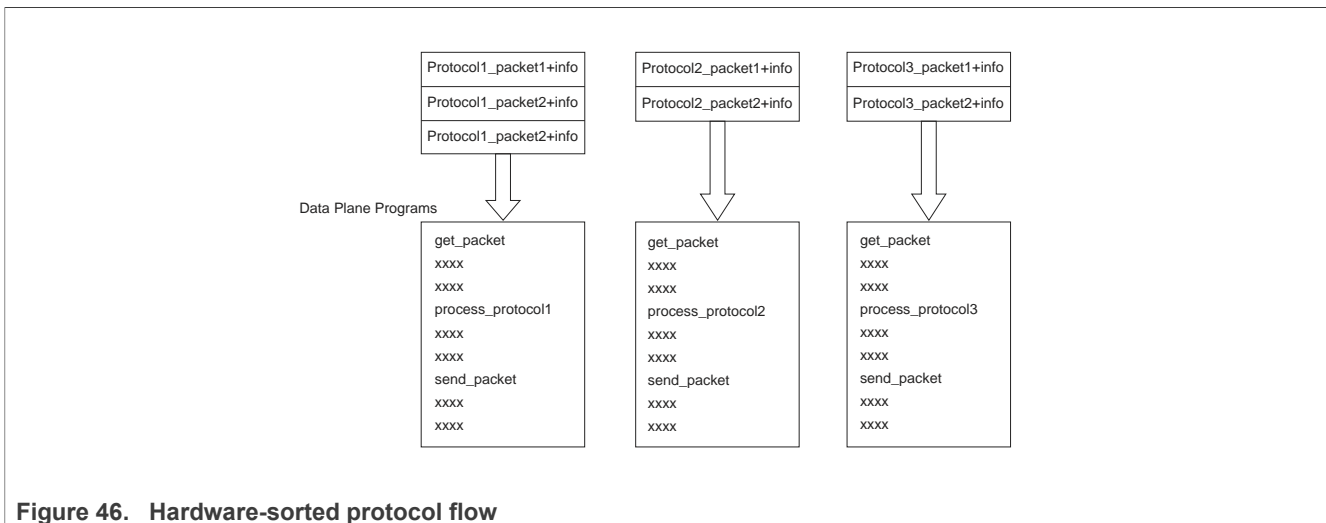 Protocol1_packet1+info
Protocol1_packet2+info
Protocol1_packet2+info
Protocol2_packet1+info
Protocol2_packet2+info
Protocol3_packet1+info
Protocol3_packet2+info
Data Plane Programs
get_packet
xxxx
xxxx
process_protocol1
xxxx
xxxx
send_packet
xxxx
xxxx
get_packet
xxxx
xxxx
process_protocol2
xxxx
xxxx
send_packet
xxxx
xxxx
get_packet
xxxx
xxxx
process_protocol3
xxxx
xxxx
send_packet
xxxx
xxxx
Figure 46. Hardware-sorted protocol flow